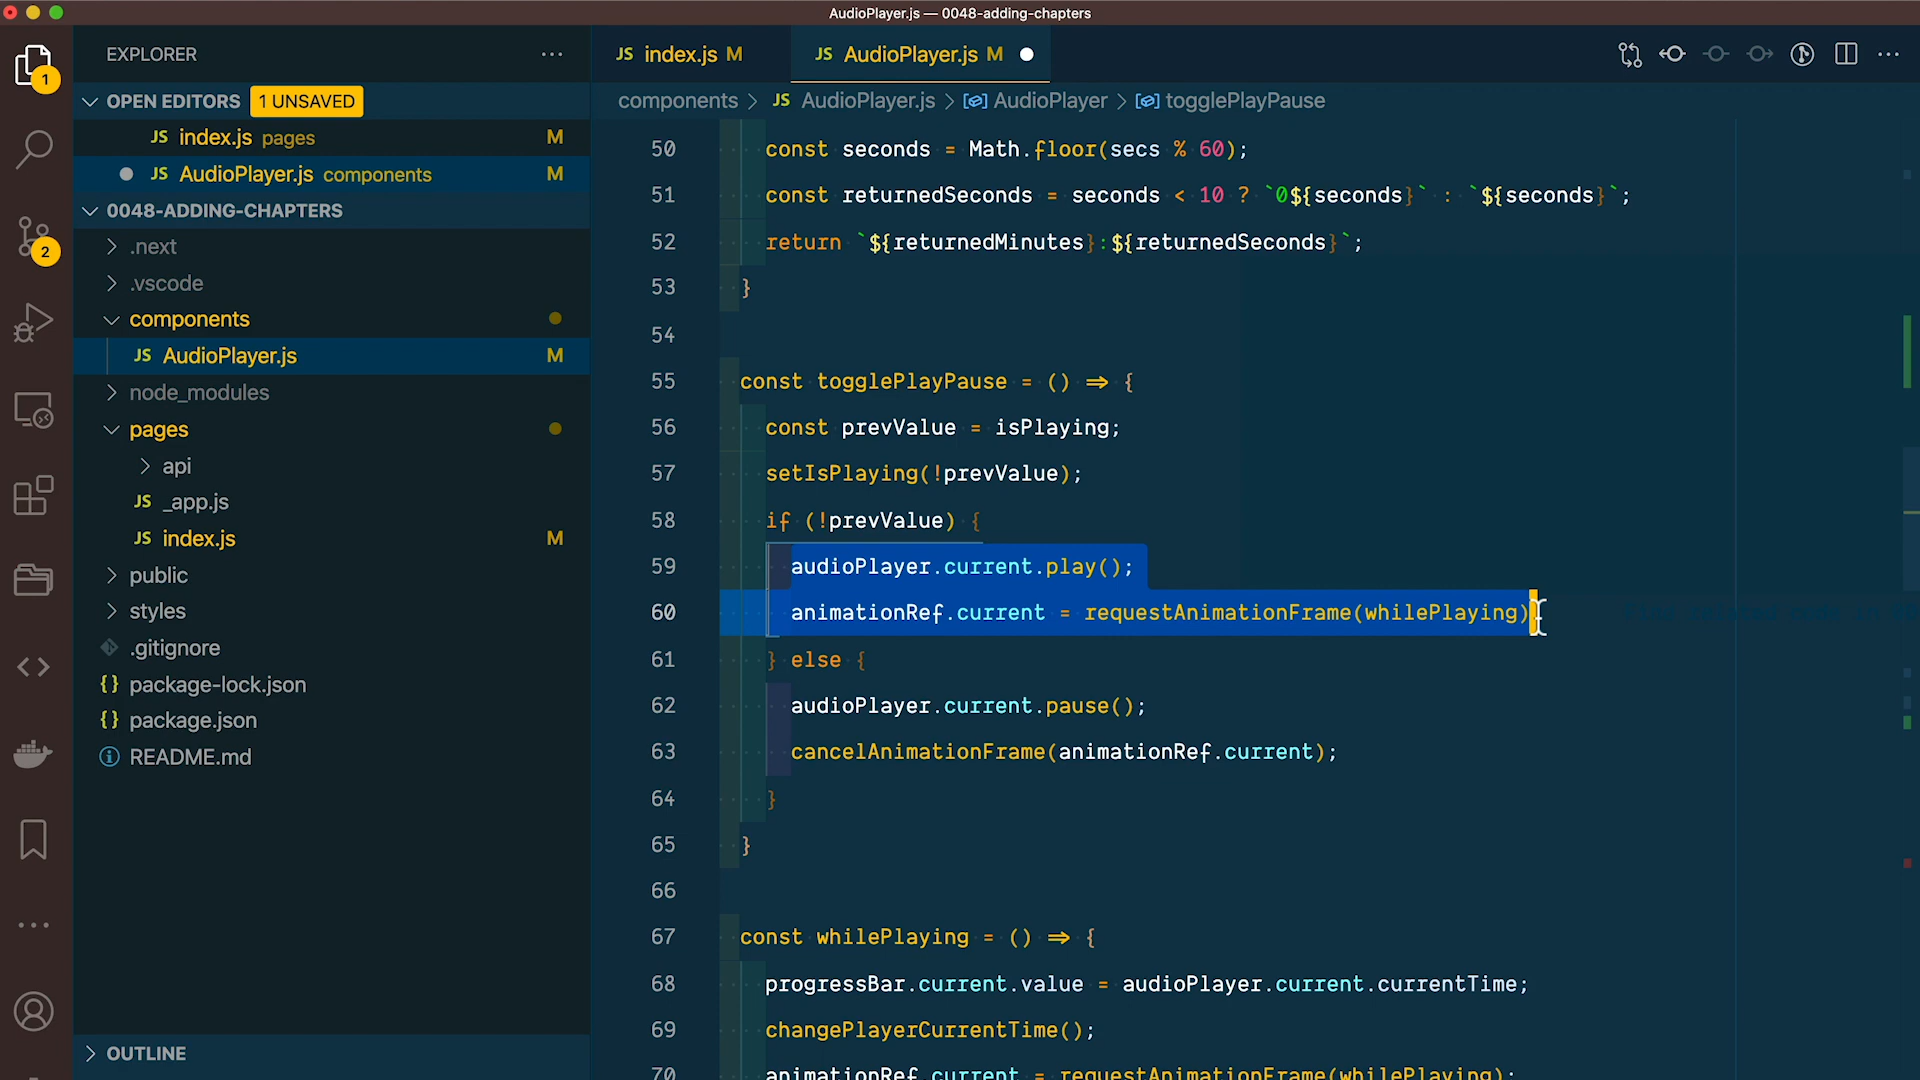 AudioPlayer.js — 0048-adding-chapters
EXPLORER
OPEN EDITORS 1 UNSAVED
JS index.js pages M
JS AudioPlayer.js components M
0048-ADDING-CHAPTERS
.next
.vscode
components
JS AudioPlayer.js M
node_modules
pages
api
JS _app.js
JS index.js M
public
styles
.gitignore
{} package-lock.json
{} package.json
README.md
OUTLINE
1
2
JS index.js M
JS AudioPlayer.js M
components > JS AudioPlayer.js > AudioPlayer > togglePlayPause
50 const seconds = Math.floor(secs % 60);
51 const returnedSeconds = seconds < 10 ? `0${seconds}` : `${seconds}`;
52 return `${returnedMinutes}:${returnedSeconds}`;
53 }
54
55 const togglePlayPause = () => {
56 const prevValue = isPlaying;
57 setIsPlaying(!prevValue);
58 if (!prevValue) {
59 audioPlayer.current.play();
60 animationRef.current = requestAnimationFrame(whilePlaying)
61 } else {
62 audioPlayer.current.pause();
63 cancelAnimationFrame(animationRef.current);
64 }
65 }
66
67 const whilePlaying = () => {
68 progressBar.current.value = audioPlayer.current.currentTime;
69 changePlayerCurrentTime();
70 animationRef.current = requestAnimationFrame(whilePlaying);